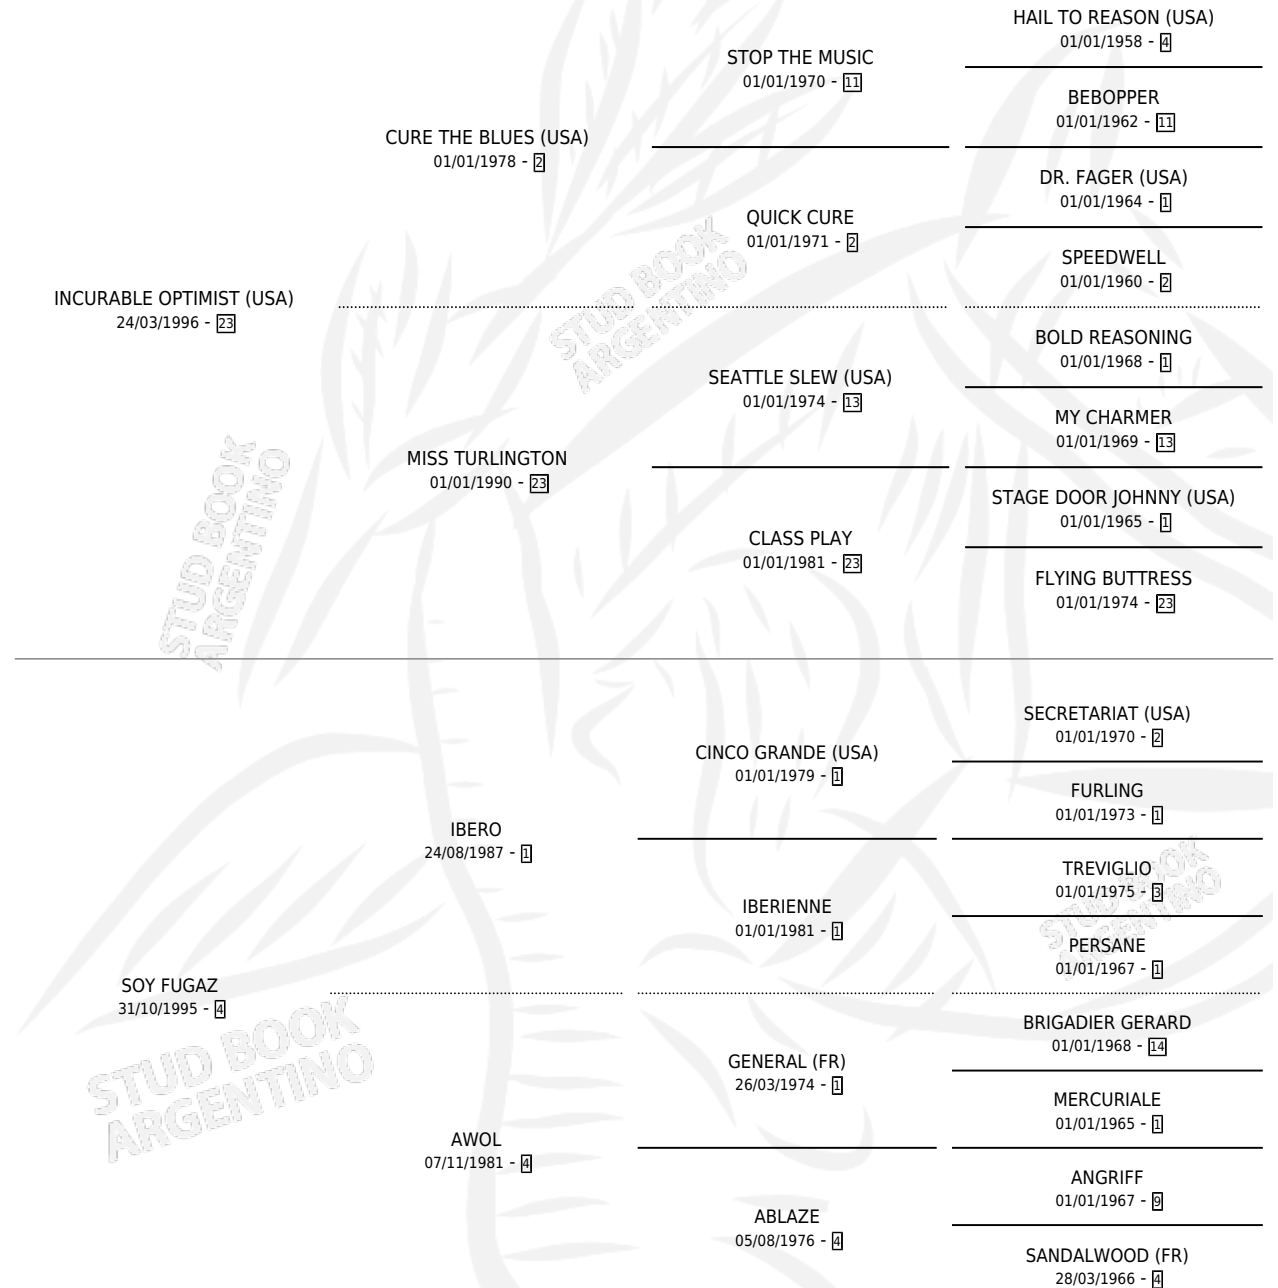 HAIL TO REASON (USA)
01/01/1958 - 4
STOP THE MUSIC
01/01/1970 - 11
BEBOPPER
01/01/1962 - 11
CURE THE BLUES (USA)
01/01/1978 - 2
DR. FAGER (USA)
01/01/1964 - 1
QUICK CURE
01/01/1971 - 2
SPEEDWELL
01/01/1960 - 2
INCURABLE OPTIMIST (USA)
24/03/1996 - 23
BOLD REASONING
01/01/1968 - 1
SEATTLE SLEW (USA)
01/01/1974 - 13
MY CHARMER
01/01/1969 - 13
MISS TURLINGTON
01/01/1990 - 23
STAGE DOOR JOHNNY (USA)
01/01/1965 - 1
CLASS PLAY
01/01/1981 - 23
FLYING BUTTRESS
01/01/1974 - 23
SECRETARIAT (USA)
01/01/1970 - 2
CINCO GRANDE (USA)
01/01/1979 - 1
FURLING
01/01/1973 - 1
IBERO
24/08/1987 - 1
TREVIGLIO
01/01/1975 - 3
IBERIENNE
01/01/1981 - 1
PERSANE
01/01/1967 - 1
SOY FUGAZ
31/10/1995 - 4
BRIGADIER GERARD
01/01/1968 - 14
GENERAL (FR)
26/03/1974 - 1
MERCURIALE
01/01/1965 - 1
AWOL
07/11/1981 - 4
ANGRIFF
01/01/1967 - 9
ABLAZE
05/08/1976 - 4
SANDALWOOD (FR)
28/03/1966 - 4
STUD BOOK
ARGENTINO
STUD BOOK
ARGENTINO
STUD BOOK
ARGENTINO
STUD BOOK
ARGENTINO